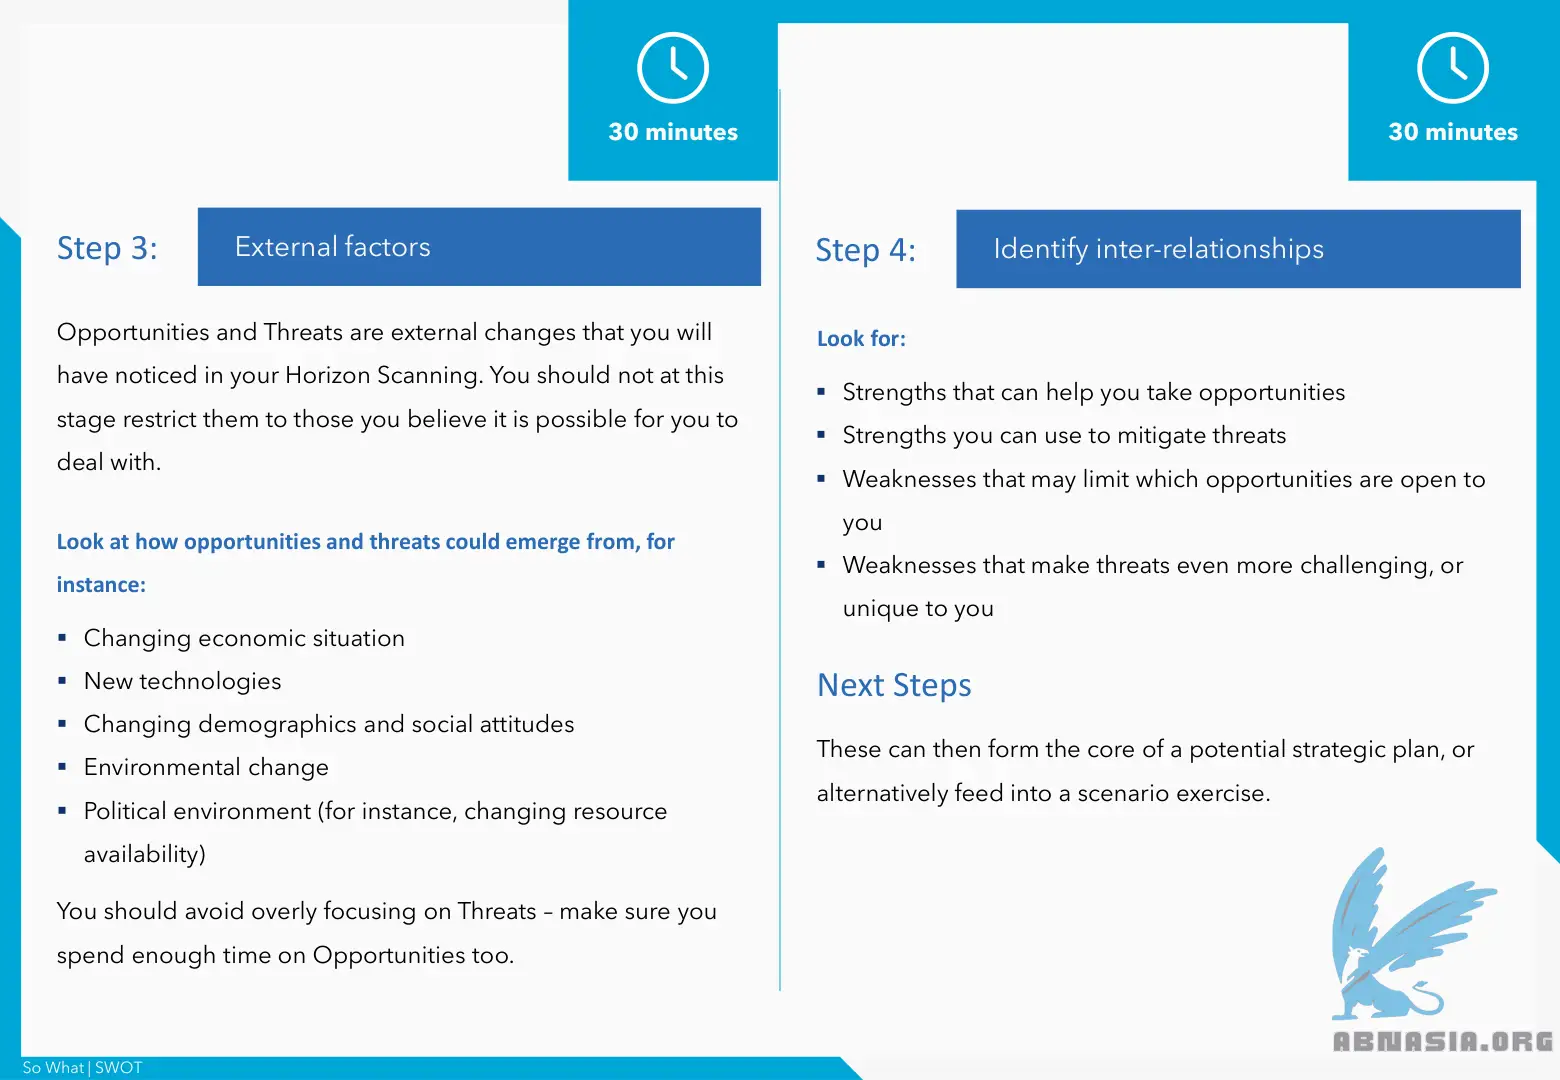 30 minutes
Step 3:
External factors
Opportunities and Threats are external changes that you will
have noticed in your Horizon Scanning. You should not at this
stage restrict them to those you believe it is possible for you to
deal with.
Look at how opportunities and threats could emerge from, for
instance:
▪ Changing economic situation
▪ New technologies
▪ Changing demographics and social attitudes
▪ Environmental change
▪ Political environment (for instance, changing resource
availability)
You should avoid overly focusing on Threats – make sure you
spend enough time on Opportunities too.
30 minutes
Step 4:
Identify inter-relationships
Look for:
▪ Strengths that can help you take opportunities
▪ Strengths you can use to mitigate threats
▪ Weaknesses that may limit which opportunities are open to
you
▪ Weaknesses that make threats even more challenging, or
unique to you
Next Steps
These can then form the core of a potential strategic plan, or
alternatively feed into a scenario exercise.
ABNASIA.ORG
So What | SWOT